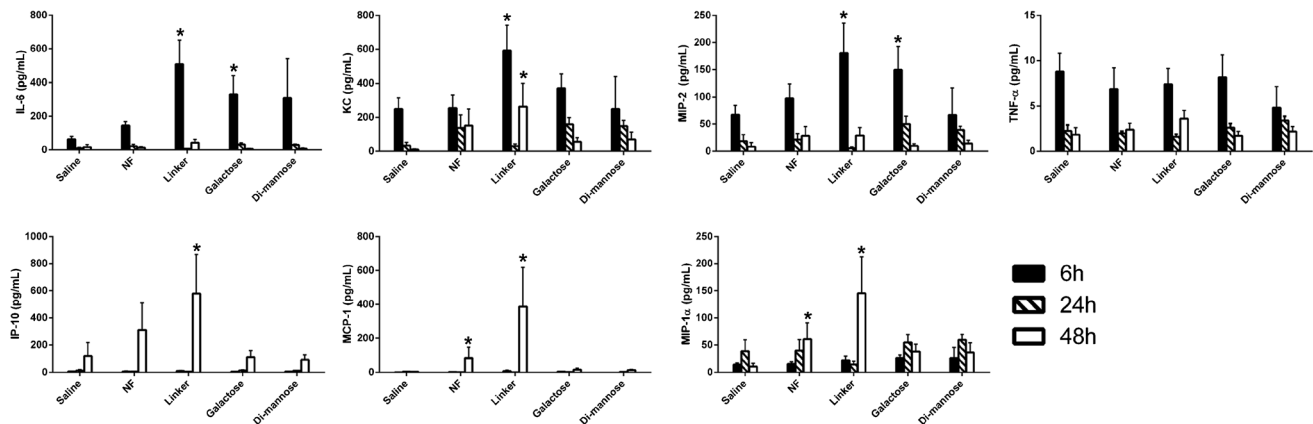 IL-6 (pg/mL)
800
600
400
200
0
Saline
NF
Linker
Galactose
Di-mannose
*
*
KC (pg/mL)
800
600
400
200
0
Saline
NF
Linker
Galactose
Di-mannose
*
*
MIP-2 (pg/mL)
250
200
150
100
50
0
Saline
NF
Linker
Galactose
Di-mannose
*
*
TNF-α (pg/mL)
15
10
5
0
Saline
NF
Linker
Galactose
Di-mannose
IP-10 (pg/mL)
1000
800
600
400
200
0
Saline
NF
Linker
Galactose
Di-mannose
*
MCP-1 (pg/mL)
800
600
400
200
0
Saline
NF
Linker
Galactose
Di-mannose
*
*
MIP-1α (pg/mL)
250
200
150
100
50
0
Saline
NF
Linker
Galactose
Di-mannose
*
*
6h
24h
48h